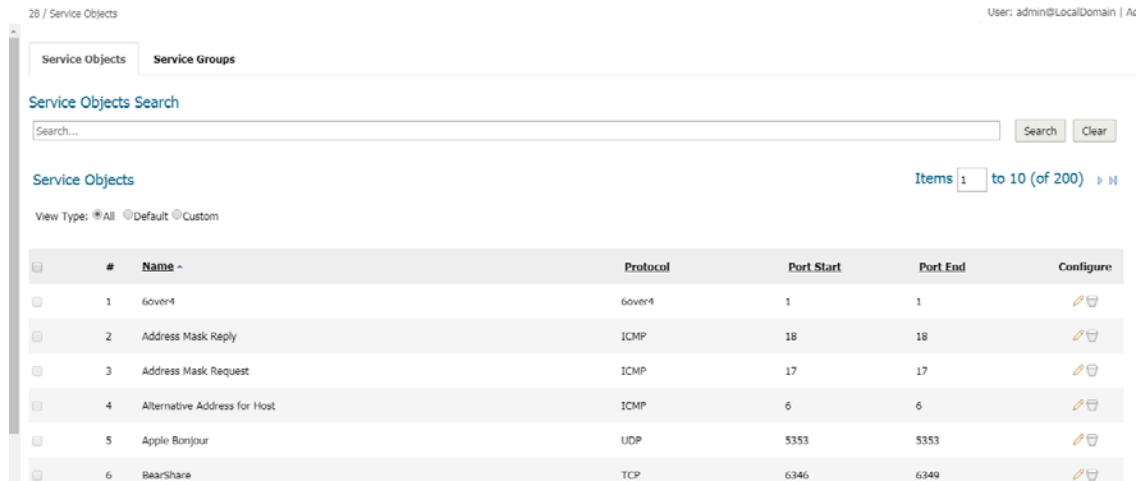 28 / Service Objects
User: admin@LocalDomain |
Service Objects Service Groups
Service Objects Search
Search... Search Clear
Service Objects Items 1 to 10 (of 200)
View Type: All Default Custom
# Name Protocol Port Start Port End Configure
1 6over4 6over4 1 1
2 Address Mask Reply ICMP 18 18
3 Address Mask Request ICMP 17 17
4 Alternative Address for Host ICMP 6 6
5 Apple Bonjour UDP 5353 5353
6 BearShare TCP 6346 6349